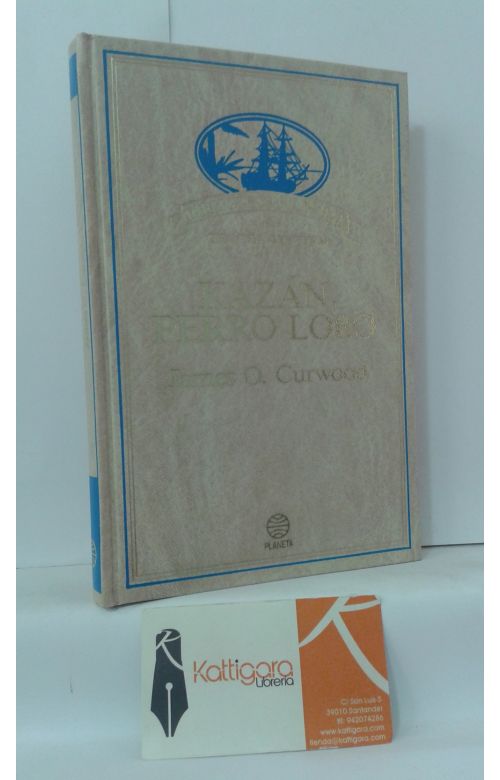 KAZÁN,
PERRO LOBO
James O. Curwood
PLANETA
Kattigara
Librería
C/ San Luis 5
39010 Santander
tlf: 942074286
www.kattigara.com
tienda@kattigara.com